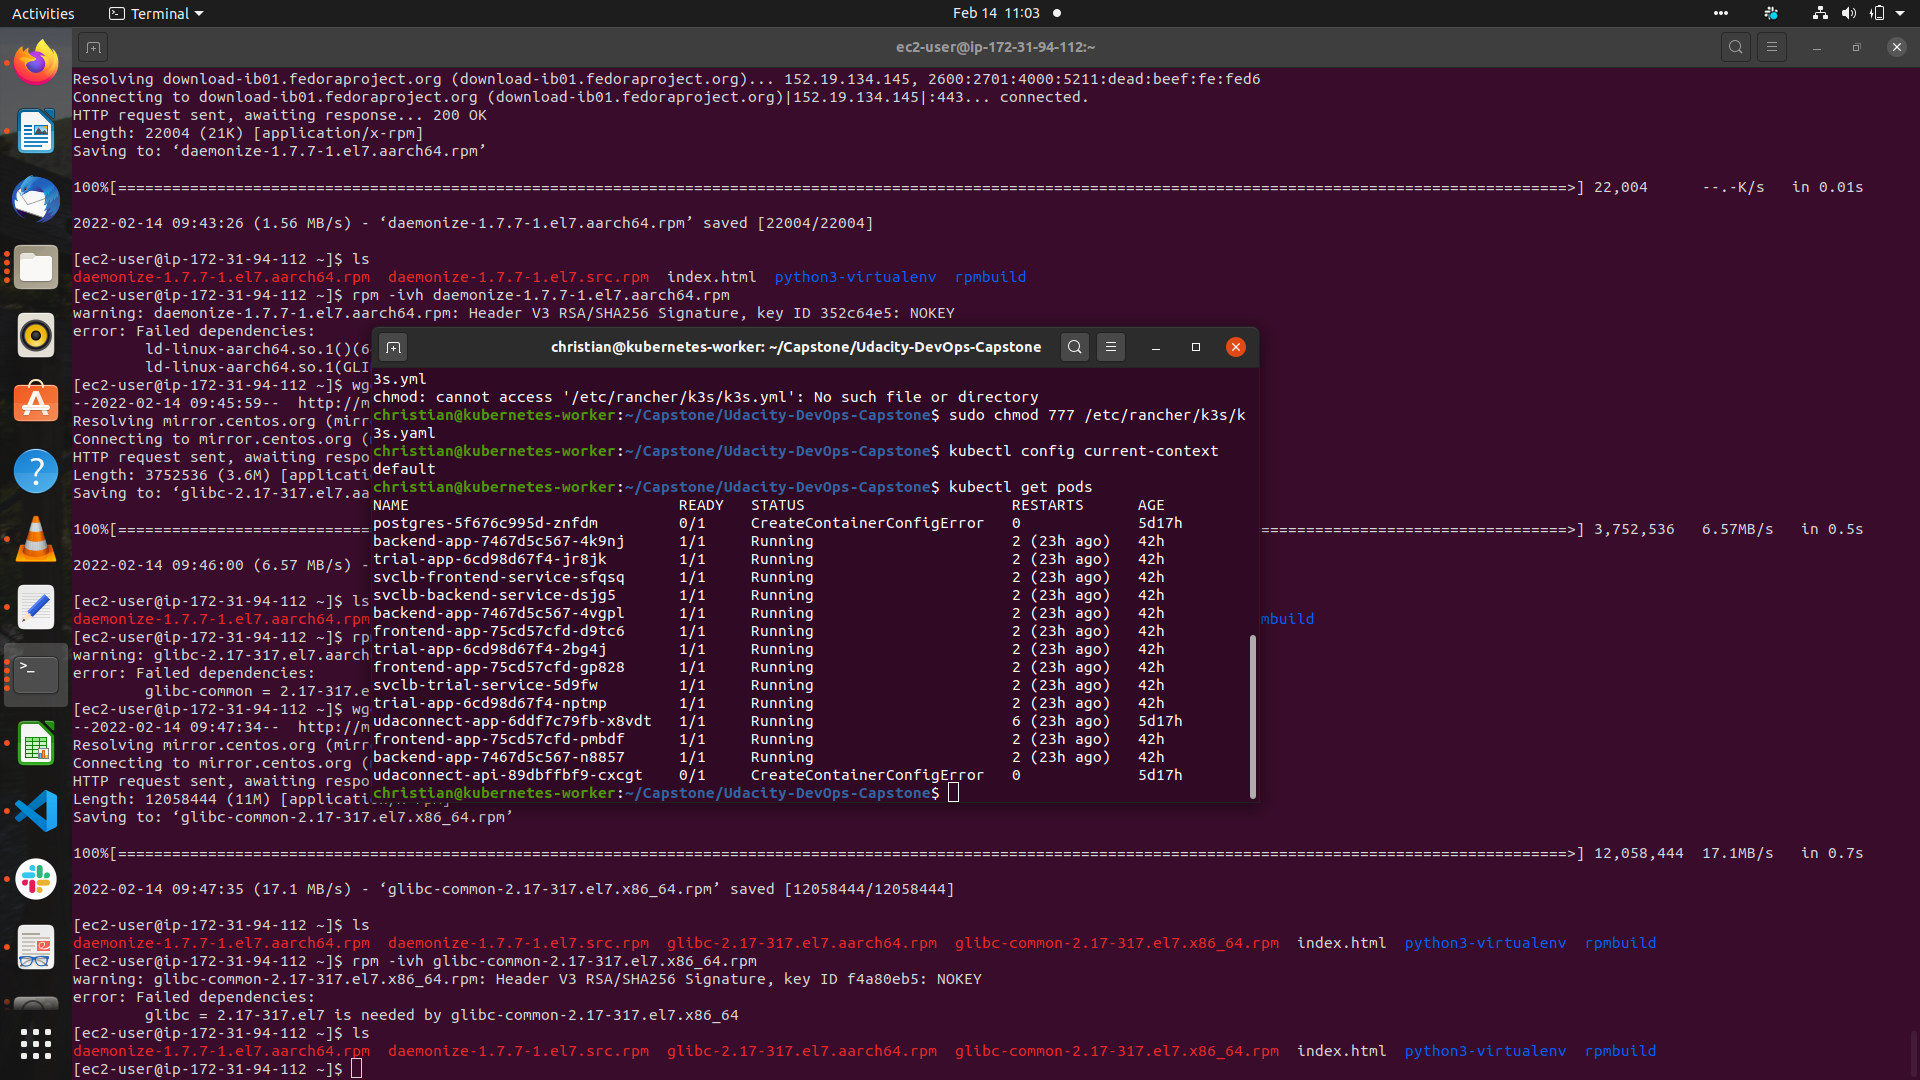 Activities
Terminal
Feb 14 11:03
ec2-user@ip-172-31-94-112:~
Resolving download-ib01.fedoraproject.org (download-ib01.fedoraproject.org)... 152.19.134.145, 2600:2701:4000:5211:dead:beef:fe:fed6
Connecting to download-ib01.fedoraproject.org (download-ib01.fedoraproject.org)|152.19.134.145|:443... connected.
HTTP request sent, awaiting response... 200 OK
Length: 22004 (21K) [application/x-rpm]
Saving to: ‘daemonize-1.7.7-1.el7.aarch64.rpm’
100%[=================================================================================================================================================================>] 22,004 --.-K/s in 0.01s
2022-02-14 09:43:26 (1.56 MB/s) - ‘daemonize-1.7.7-1.el7.aarch64.rpm’ saved [22004/22004]
[ec2-user@ip-172-31-94-112 ~]$ ls
daemonize-1.7.7-1.el7.aarch64.rpm daemonize-1.7.7-1.el7.src.rpm index.html python3-virtualenv rpmbuild
[ec2-user@ip-172-31-94-112 ~]$ rpm -ivh daemonize-1.7.7-1.el7.aarch64.rpm
warning: daemonize-1.7.7-1.el7.aarch64.rpm: Header V3 RSA/SHA256 Signature, key ID 352c64e5: NOKEY
error: Failed dependencies:
ld-linux-aarch64.so.1()(6
ld-linux-aarch64.so.1(GLI
[ec2-user@ip-172-31-94-112 ~]$ wg
--2022-02-14 09:45:59-- http://m
Resolving mirror.centos.org (mirr
Connecting to mirror.centos.org (
HTTP request sent, awaiting respo
Length: 3752536 (3.6M) [applicati
Saving to: ‘glibc-2.17-317.el7.aa
100%[============================ ==================================>] 3,752,536 6.57MB/s in 0.5s
2022-02-14 09:46:00 (6.57 MB/s) -
[ec2-user@ip-172-31-94-112 ~]$ ls
daemonize-1.7.7-1.el7.aarch64.rpm mbuild
[ec2-user@ip-172-31-94-112 ~]$ rp
warning: glibc-2.17-317.el7.aarch
error: Failed dependencies:
glibc-common = 2.17-317.e
[ec2-user@ip-172-31-94-112 ~]$ wg
--2022-02-14 09:47:34-- http://m
Resolving mirror.centos.org (mirr
Connecting to mirror.centos.org (
HTTP request sent, awaiting respo
Length: 12058444 (11M) [application/x-rpm]
Saving to: ‘glibc-common-2.17-317.el7.x86_64.rpm’
100%[=================================================================================================================================================================>] 12,058,444 17.1MB/s in 0.7s
2022-02-14 09:47:35 (17.1 MB/s) - ‘glibc-common-2.17-317.el7.x86_64.rpm’ saved [12058444/12058444]
[ec2-user@ip-172-31-94-112 ~]$ ls
daemonize-1.7.7-1.el7.aarch64.rpm daemonize-1.7.7-1.el7.src.rpm glibc-2.17-317.el7.aarch64.rpm glibc-common-2.17-317.el7.x86_64.rpm index.html python3-virtualenv rpmbuild
[ec2-user@ip-172-31-94-112 ~]$ rpm -ivh glibc-common-2.17-317.el7.x86_64.rpm
warning: glibc-common-2.17-317.el7.x86_64.rpm: Header V3 RSA/SHA256 Signature, key ID f4a80eb5: NOKEY
error: Failed dependencies:
glibc = 2.17-317.el7 is needed by glibc-common-2.17-317.el7.x86_64
[ec2-user@ip-172-31-94-112 ~]$ ls
daemonize-1.7.7-1.el7.aarch64.rpm daemonize-1.7.7-1.el7.src.rpm glibc-2.17-317.el7.aarch64.rpm glibc-common-2.17-317.el7.x86_64.rpm index.html python3-virtualenv rpmbuild
[ec2-user@ip-172-31-94-112 ~]$
christian@kubernetes-worker: ~/Capstone/Udacity-DevOps-Capstone
3s.yml
chmod: cannot access '/etc/rancher/k3s/k3s.yml': No such file or directory
christian@kubernetes-worker:~/Capstone/Udacity-DevOps-Capstone$ sudo chmod 777 /etc/rancher/k3s/k
3s.yaml
christian@kubernetes-worker:~/Capstone/Udacity-DevOps-Capstone$ kubectl config current-context
default
christian@kubernetes-worker:~/Capstone/Udacity-DevOps-Capstone$ kubectl get pods
NAME READY STATUS RESTARTS AGE
postgres-5f676c995d-znfdm 0/1 CreateContainerConfigError 0 5d17h
backend-app-7467d5c567-4k9nj 1/1 Running 2 (23h ago) 42h
trial-app-6cd98d67f4-jr8jk 1/1 Running 2 (23h ago) 42h
svclb-frontend-service-sfqsq 1/1 Running 2 (23h ago) 42h
svclb-backend-service-dsjg5 1/1 Running 2 (23h ago) 42h
backend-app-7467d5c567-4vgpl 1/1 Running 2 (23h ago) 42h
frontend-app-75cd57cfd-d9tc6 1/1 Running 2 (23h ago) 42h
trial-app-6cd98d67f4-2bg4j 1/1 Running 2 (23h ago) 42h
frontend-app-75cd57cfd-gp828 1/1 Running 2 (23h ago) 42h
svclb-trial-service-5d9fw 1/1 Running 2 (23h ago) 42h
trial-app-6cd98d67f4-nptmp 1/1 Running 2 (23h ago) 42h
udaconnect-app-6ddf7c79fb-x8vdt 1/1 Running 6 (23h ago) 5d17h
frontend-app-75cd57cfd-pmbdf 1/1 Running 2 (23h ago) 42h
backend-app-7467d5c567-n8857 1/1 Running 2 (23h ago) 42h
udaconnect-api-89dbffbf9-cxcgt 0/1 CreateContainerConfigError 0 5d17h
christian@kubernetes-worker:~/Capstone/Udacity-DevOps-Capstone$